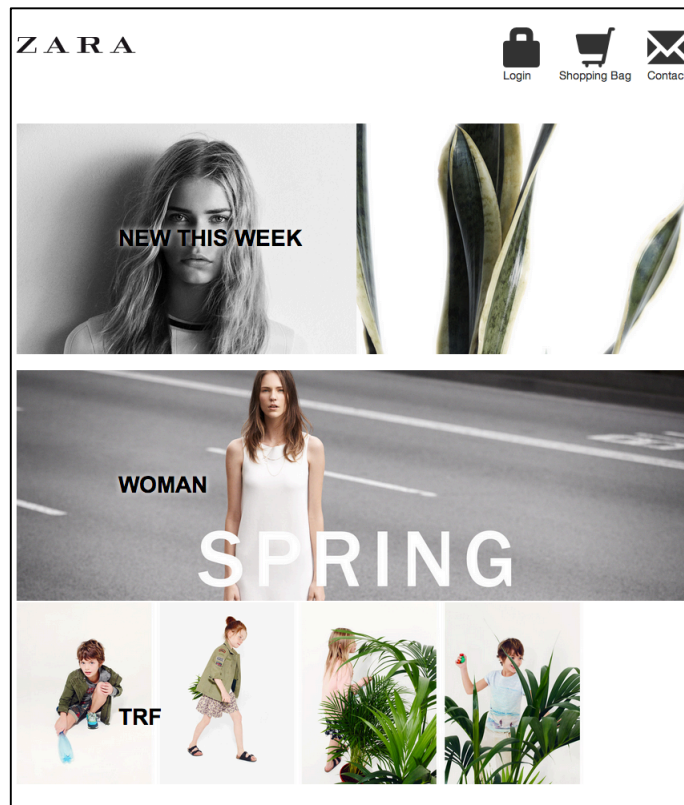 ZARA
Login Shopping Bag Contac
NEW THIS WEEK
WOMAN
SPRING
TRF